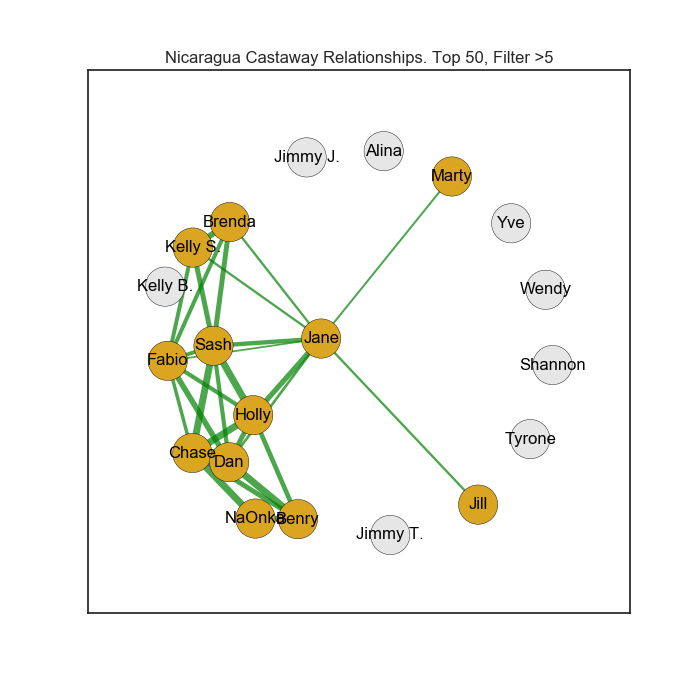 Nicaragua Castaway Relationships. Top 50, Filter >5
Alina
Jimmy J.
Marty
Brenda
Yve
Kelly S.
Kelly B.
Wendy
Jane
Sash
Fabio
Shannon
Holly
Tyrone
Chase
Dan
Jill
NaOnka
Benry
Jimmy T.